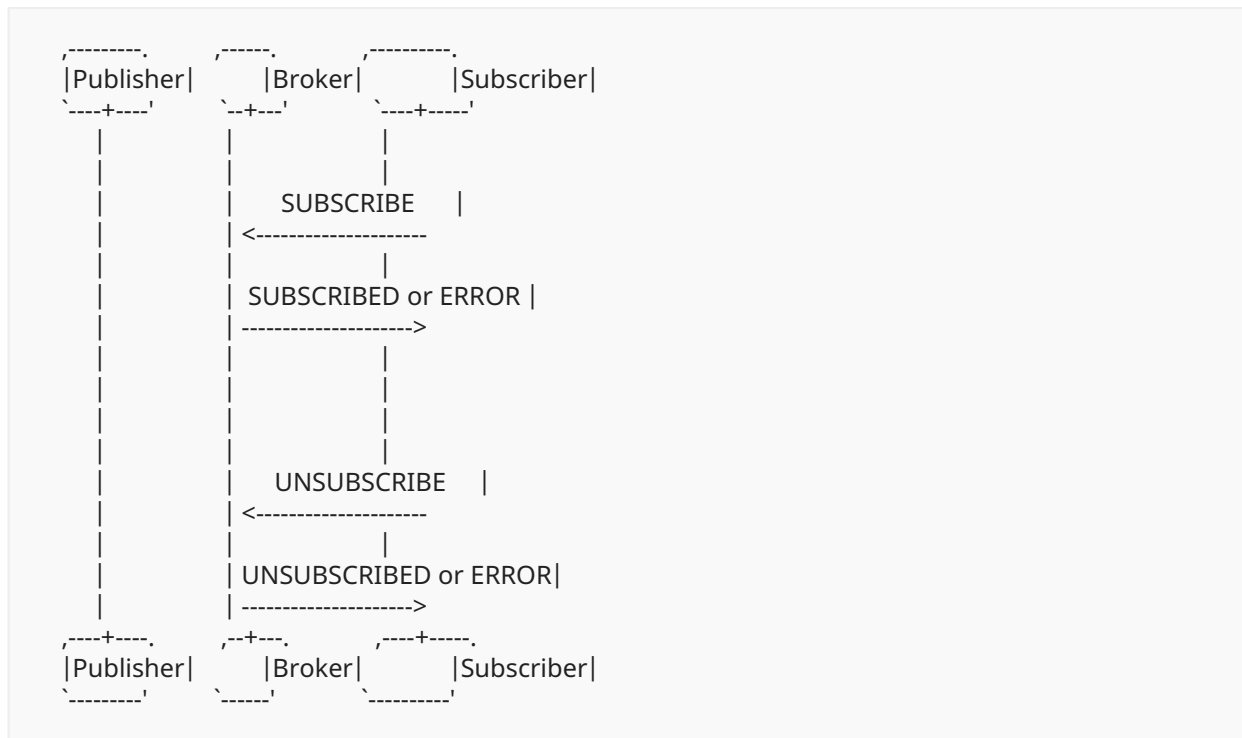 ,---------.          ,------.             ,----------.
|Publisher|          |Broker|             |Subscriber|
`----+----'          `--+---'             `----+-----'
     |                  |                      |
     |                  |                      |
     |                  |      SUBSCRIBE       |
     |                  | <---------------------
     |                  |                      |
     |                  | SUBSCRIBED or ERROR |
     |                  | --------------------->
     |                  |                      |
     |                  |                      |
     |                  |                      |
     |                  |                      |
     |                  |      UNSUBSCRIBE     |
     |                  | <---------------------
     |                  |                      |
     |                  | UNSUBSCRIBED or ERROR|
     |                  | --------------------->
,----+----.          ,--+---.             ,----+-----.
|Publisher|          |Broker|             |Subscriber|
`---------'          `------'             `----------'